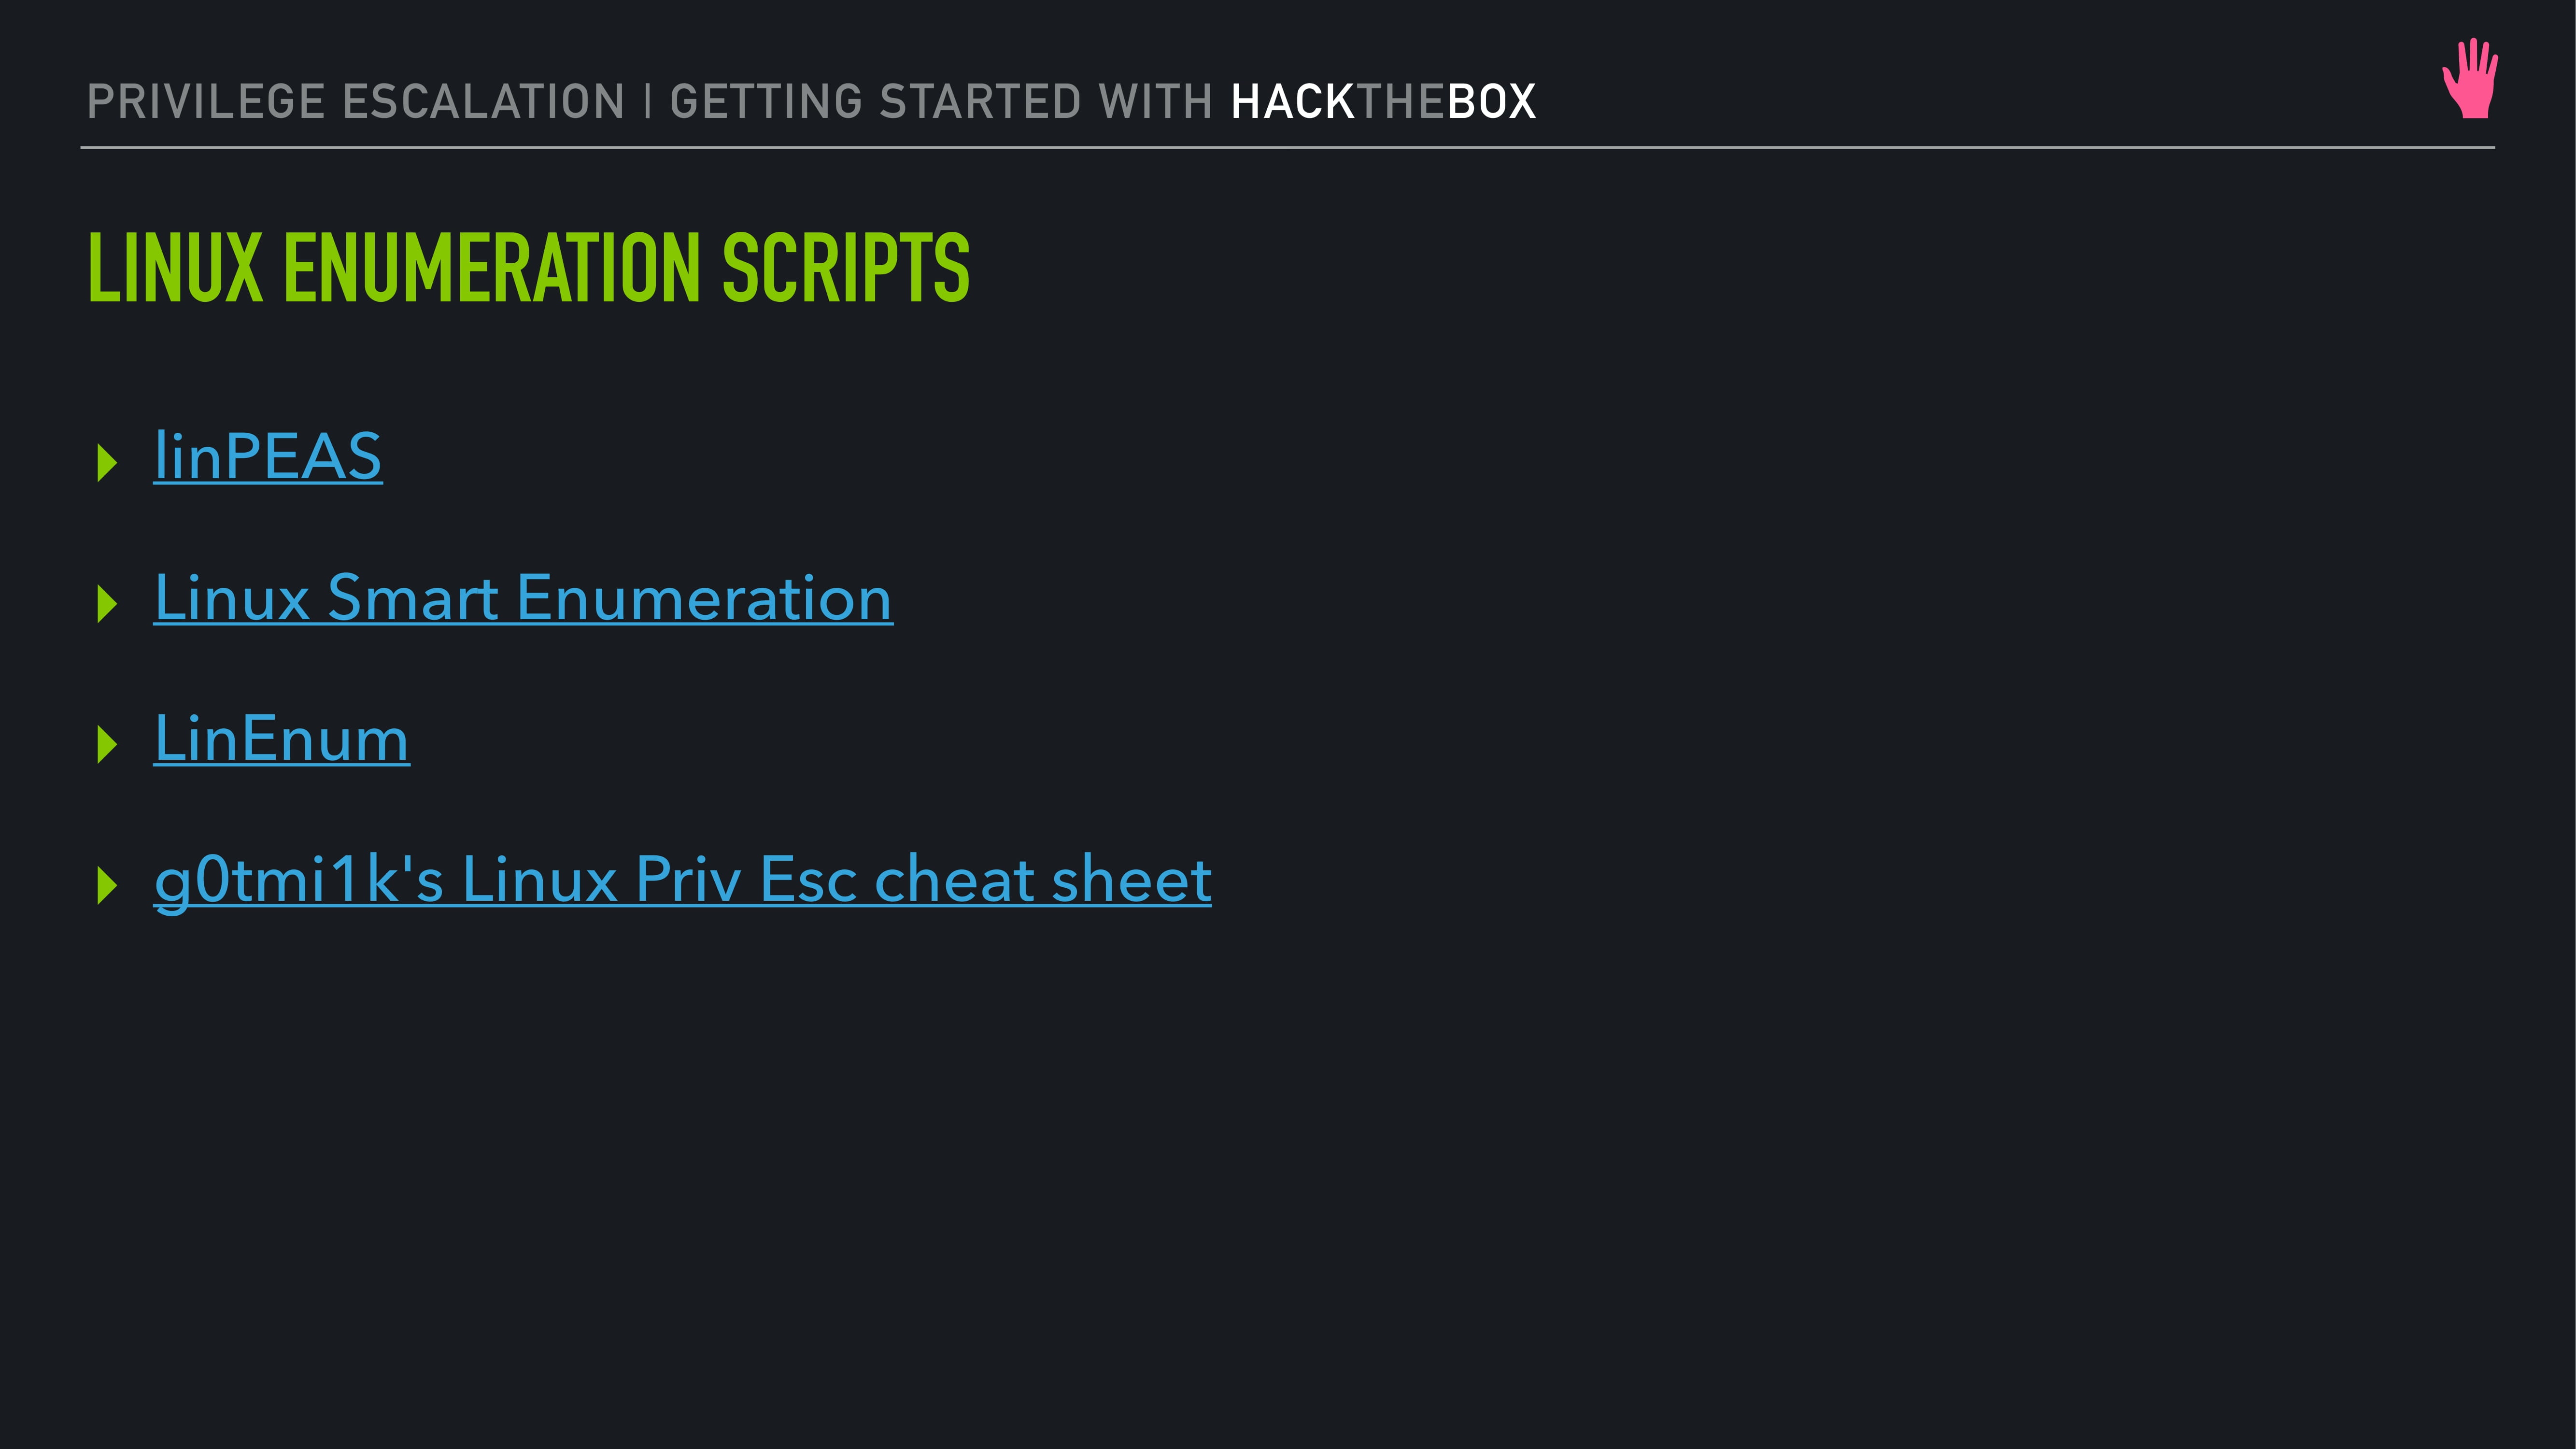 PRIVILEGE ESCALATION | GETTING STARTED WITH HACKTHEBOX
LINUX ENUMERATION SCRIPTS
linPEAS
Linux Smart Enumeration
LinEnum
g0tmi1k's Linux Priv Esc cheat sheet